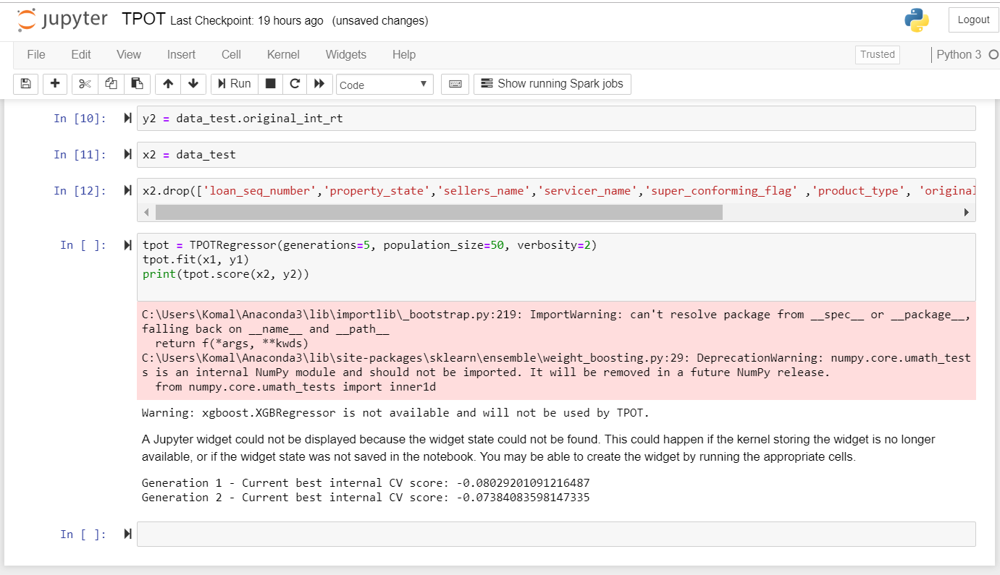 jupyter TPOT Last Checkpoint: 19 hours ago (unsaved changes) Logout
File Edit View Insert Cell Kernel Widgets Help Trusted Python 3
Run Code Show running Spark jobs
In [10]: y2 = data_test.original_int_rt
In [11]: x2 = data_test
In [12]: x2.drop(['loan_seq_number','property_state','sellers_name','servicer_name','super_conforming_flag' ,'product_type', 'original
In [ ]: tpot = TPOTRegressor(generations=5, population_size=50, verbosity=2)
tpot.fit(x1, y1)
print(tpot.score(x2, y2))
C:\Users\Komal\Anaconda3\lib\importlib\_bootstrap.py:219: ImportWarning: can't resolve package from __spec__ or __package__,
falling back on __name__ and __path__
return f(*args, **kwds)
C:\Users\Komal\Anaconda3\lib\site-packages\sklearn\ensemble\weight_boosting.py:29: DeprecationWarning: numpy.core.umath_test
s is an internal NumPy module and should not be imported. It will be removed in a future NumPy release.
from numpy.core.umath_tests import inner1d
Warning: xgboost.XGBRegressor is not available and will not be used by TPOT.
A Jupyter widget could not be displayed because the widget state could not be found. This could happen if the kernel storing the widget is no longer
available, or if the widget state was not saved in the notebook. You may be able to create the widget by running the appropriate cells.
Generation 1 - Current best internal CV score: -0.08029201091216487
Generation 2 - Current best internal CV score: -0.07384083598147335
In [ ]: